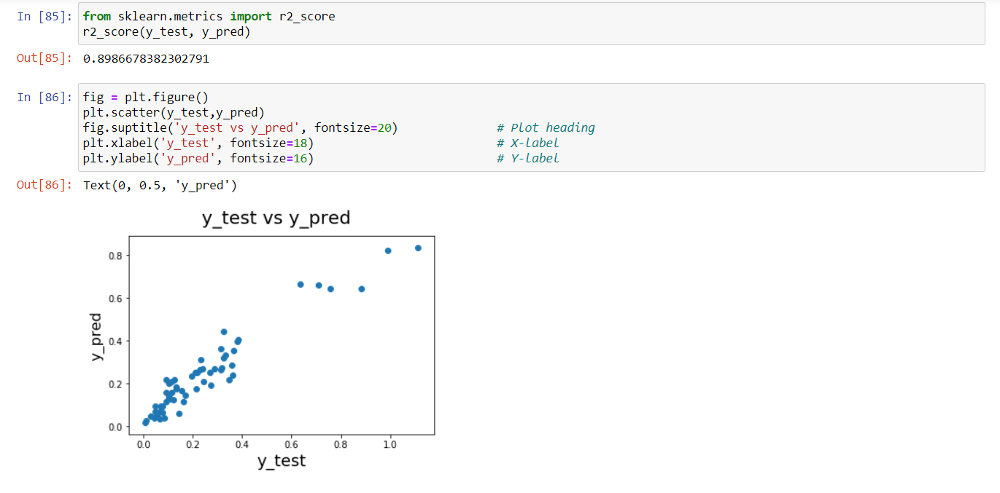 In [85]: from sklearn.metrics import r2_score
r2_score(y_test, y_pred)
Out[85]: 0.8986678382302791
In [86]: fig = plt.figure()
plt.scatter(y_test,y_pred)
fig.suptitle('y_test vs y_pred', fontsize=20) # Plot heading
plt.xlabel('y_test', fontsize=18) # X-label
plt.ylabel('y_pred', fontsize=16) # Y-label
Out[86]: Text(0, 0.5, 'y_pred')
y_test vs y_pred
0.8
0.6
0.4
0.2
0.0
y_pred
0.0 0.2 0.4 0.6 0.8 1.0
y_test